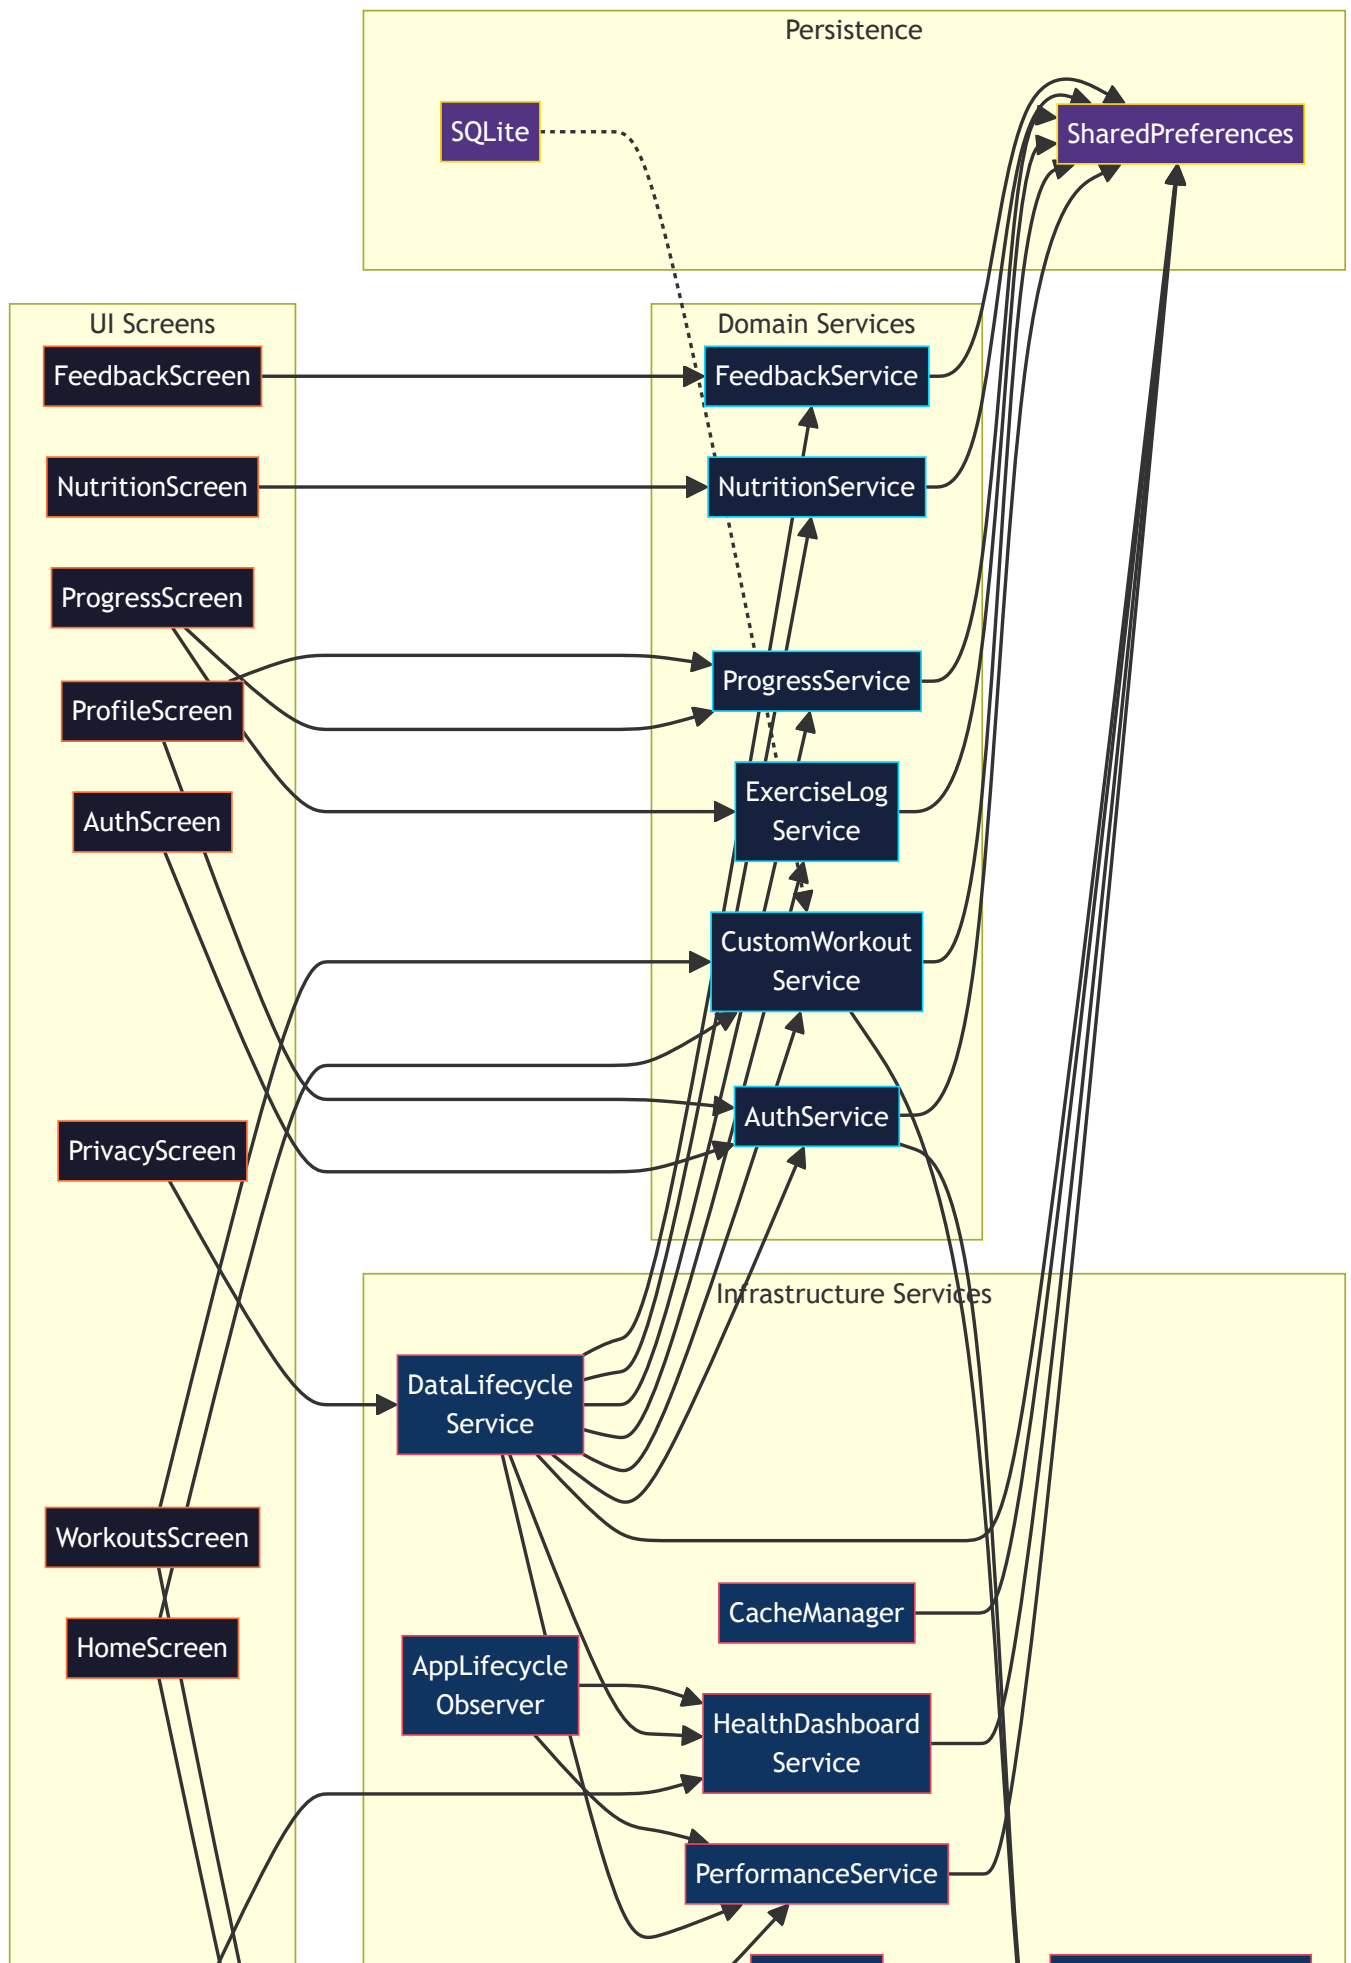 Persistence
SQLite
SharedPreferences
UI Screens
Domain Services
FeedbackScreen
FeedbackService
NutritionScreen
NutritionService
ProgressScreen
ProgressService
ProfileScreen
ExerciseLog
Service
AuthScreen
CustomWorkout
Service
AuthService
PrivacyScreen
Infrastructure Services
DataLifecycle
Service
WorkoutsScreen
CacheManager
HomeScreen
AppLifecycle
Observer
HealthDashboard
Service
PerformanceService